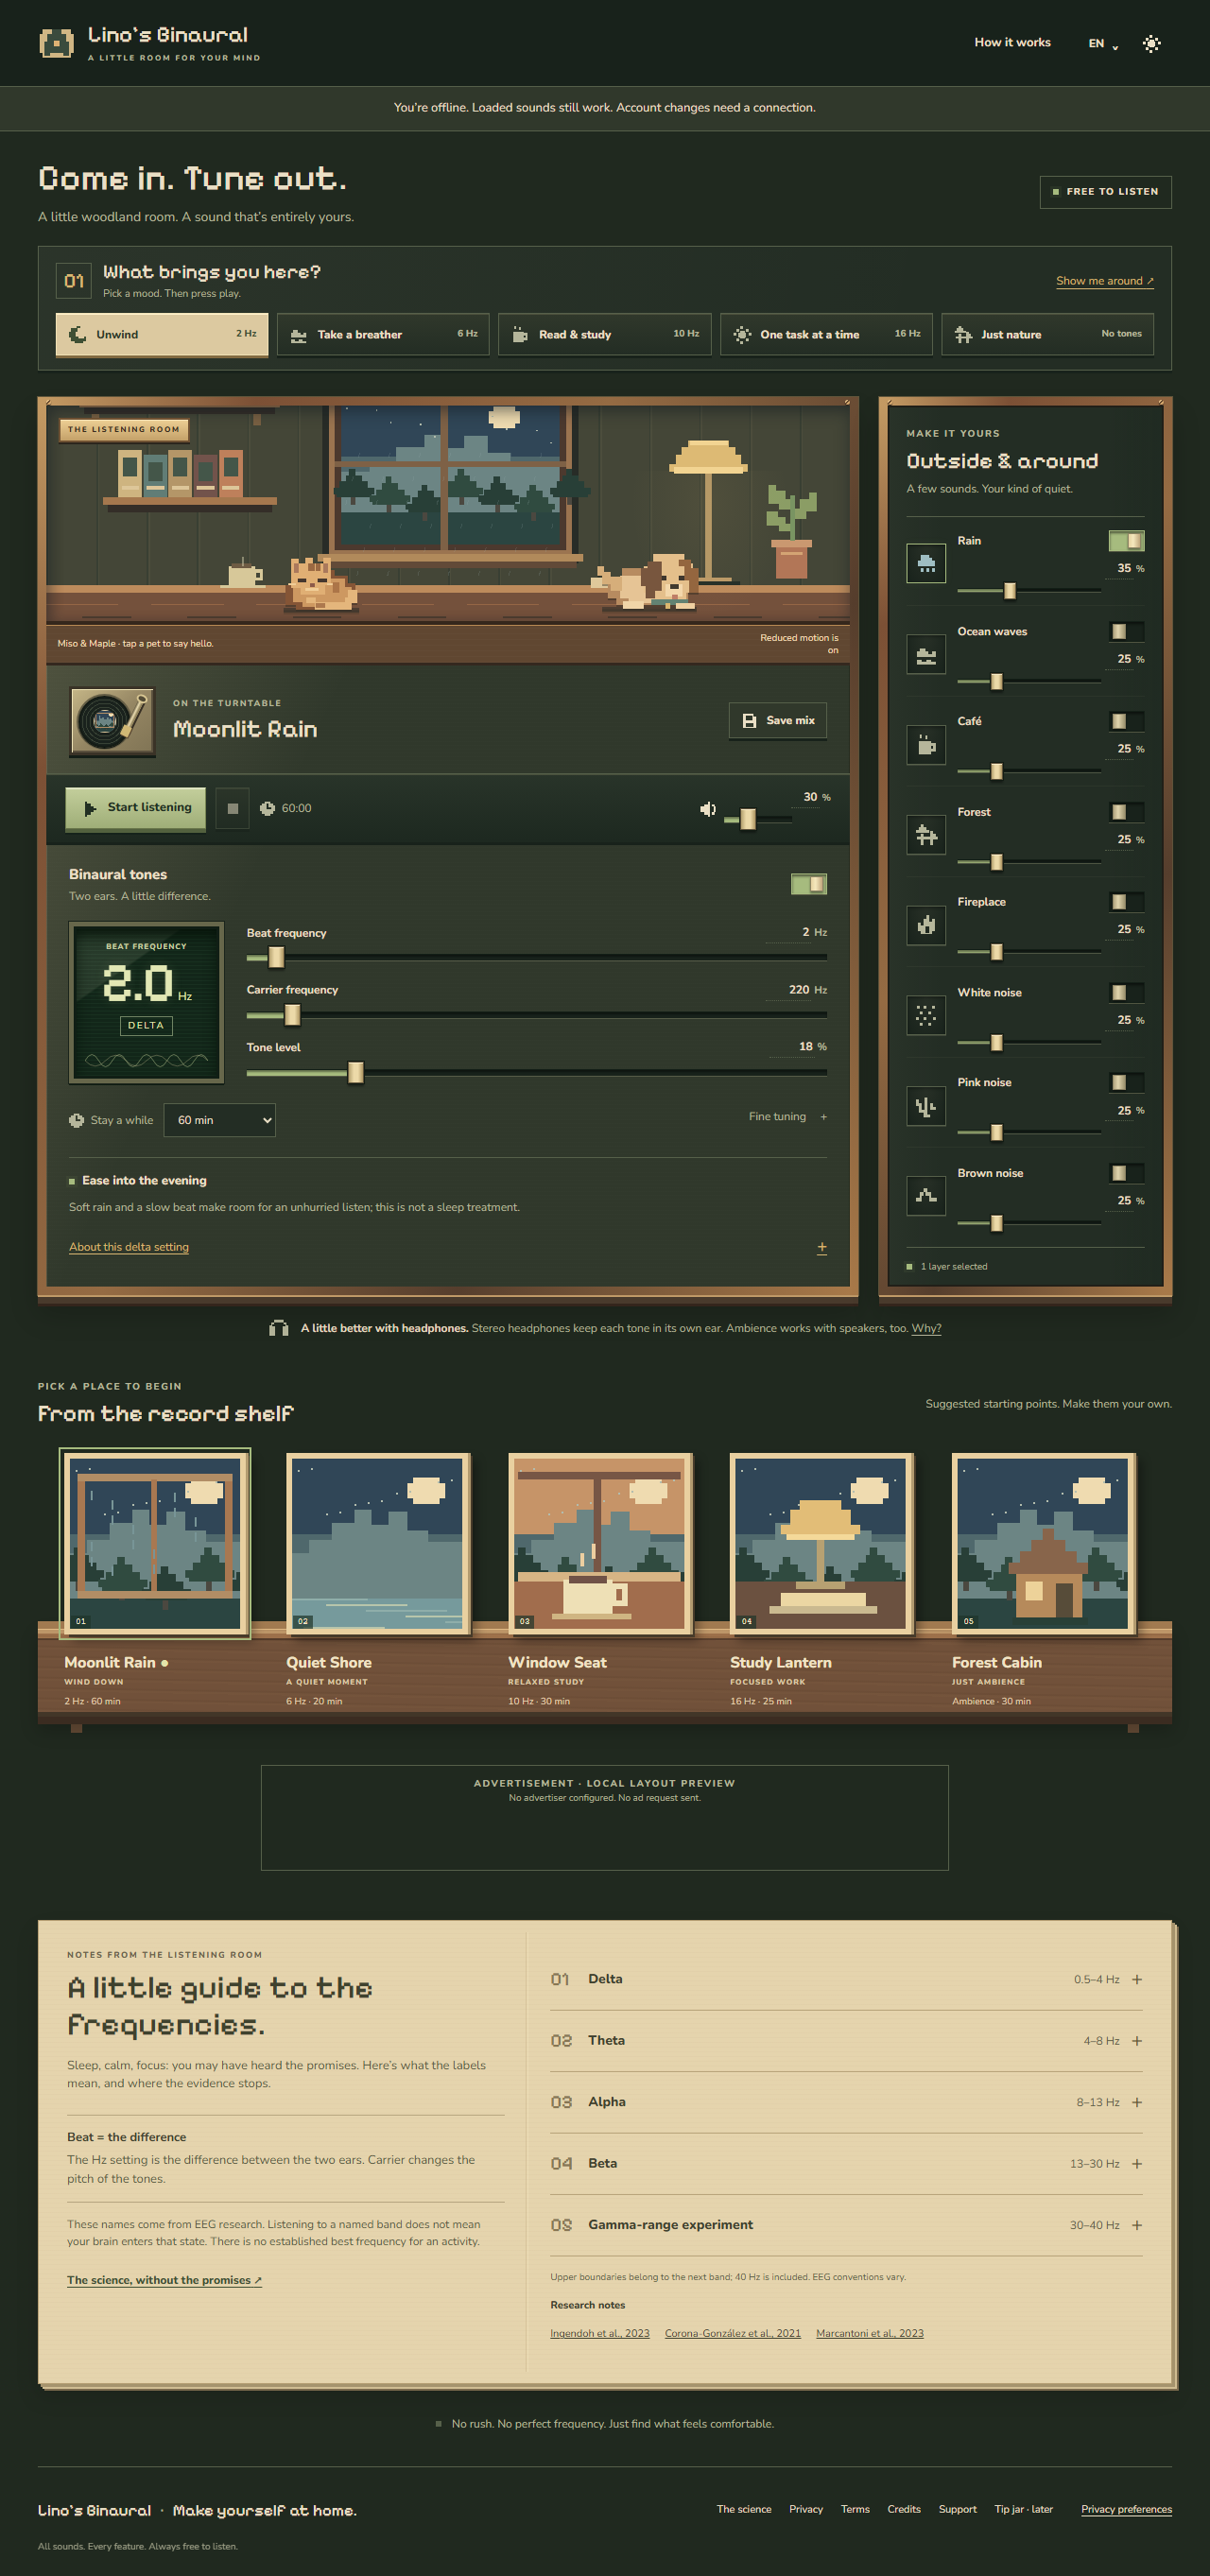 Lino's Binaural
A LITTLE ROOM FOR YOUR MIND
How it works
EN
You're offline. Loaded sounds still work. Account changes need a connection.
Come in. Tune out.
A little woodland room. A sound that's entirely yours.
FREE TO LISTEN
01
What brings you here?
Pick a mood. Then press play.
Show me around ↗
Unwind
2 Hz
Take a breather
6 Hz
Read & study
10 Hz
One task at a time
16 Hz
Just nature
No tones
THE LISTENING ROOM
Miso & Maple · tap a pet to say hello.
Reduced motion is
on
ON THE TURNTABLE
Moonlit Rain
Save mix
Start listening
60:00
30 %
Binaural tones
Two ears. A little difference.
BEAT FREQUENCY
2.0 Hz
DELTA
Beat frequency
2 Hz
Carrier frequency
220 Hz
Tone level
18 %
Stay a while
60 min
Fine tuning +
Ease into the evening
Soft rain and a slow beat make room for an unhurried listen; this is not a sleep treatment.
About this delta setting
+
MAKE IT YOURS
Outside & around
A few sounds. Your kind of quiet.
Rain
35 %
Ocean waves
25 %
Café
25 %
Forest
25 %
Fireplace
25 %
White noise
25 %
Pink noise
25 %
Brown noise
25 %
1 layer selected
A little better with headphones. Stereo headphones keep each tone in its own ear. Ambience works with speakers, too. Why?
PICK A PLACE TO BEGIN
From the record shelf
Suggested starting points. Make them your own.
01
Moonlit Rain
WIND DOWN
2 Hz · 60 min
02
Quiet Shore
A QUIET MOMENT
6 Hz · 20 min
03
Window Seat
RELAXED STUDY
10 Hz · 30 min
04
Study Lantern
FOCUSED WORK
16 Hz · 25 min
05
Forest Cabin
JUST AMBIENCE
Ambience · 30 min
ADVERTISEMENT · LOCAL LAYOUT PREVIEW
No advertiser configured. No ad request sent.
NOTES FROM THE LISTENING ROOM
A little guide to the
frequencies.
Sleep, calm, focus: you may have heard the promises. Here's what the labels
mean, and where the evidence stops.
Beat = the difference
The Hz setting is the difference between the two ears. Carrier changes the
pitch of the tones.
These names come from EEG research. Listening to a named band does not mean
your brain enters that state. There is no established best frequency for an activity.
The science, without the promises ↗
01 Delta 0.5–4 Hz +
02 Theta 4–8 Hz +
03 Alpha 8–13 Hz +
04 Beta 13–30 Hz +
05 Gamma-range experiment 30–40 Hz +
Upper boundaries belong to the next band; 40 Hz is included. EEG conventions vary.
Research notes
Ingendoh et al., 2023 Corona-González et al., 2021 Marcantoni et al., 2023
No rush. No perfect frequency. Just find what feels comfortable.
Lino's Binaural · Make yourself at home.
The science Privacy Terms Credits Support Tip jar · later Privacy preferences
All sounds. Every feature. Always free to listen.